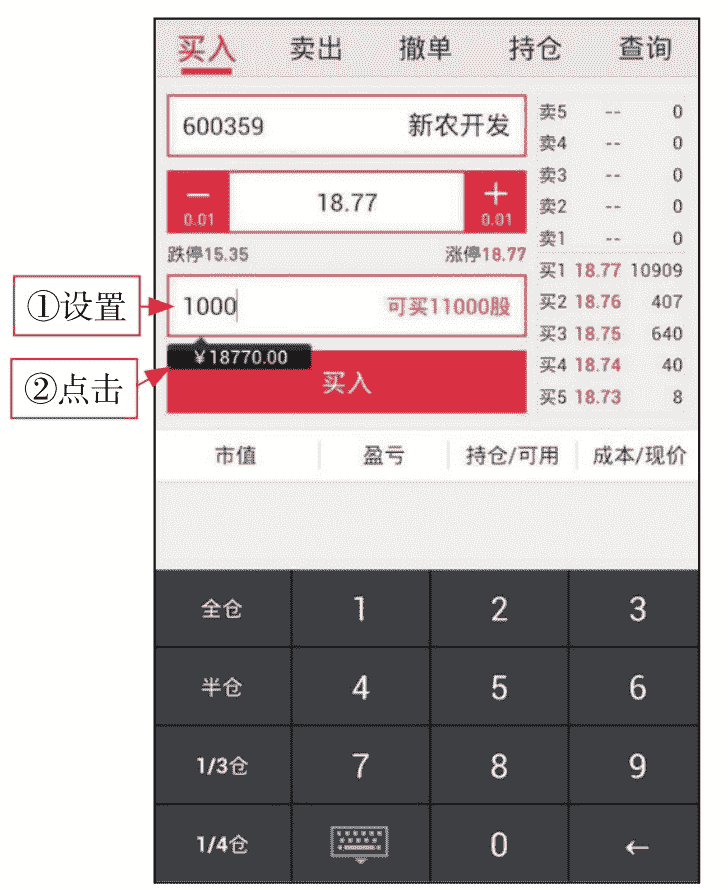 买入 卖出 撤单 持仓 查询
600359 新农开发
卖5 -- 0
卖4 -- 0
— 18.77 +
0.01 0.01
卖3 -- 0
卖2 -- 0
跌停15.35 涨停18.77
卖1 -- 0
买1 18.77 10909
①设置
1000 可买11000股
买2 18.76 407
买3 18.75 640
¥18770.00
②点击
买入
买4 18.74 40
买5 18.73 8
市值 盈亏 持仓/可用 成本/现价
全仓 1 2 3
半仓 4 5 6
1/3仓 7 8 9
1/4仓 0 ←